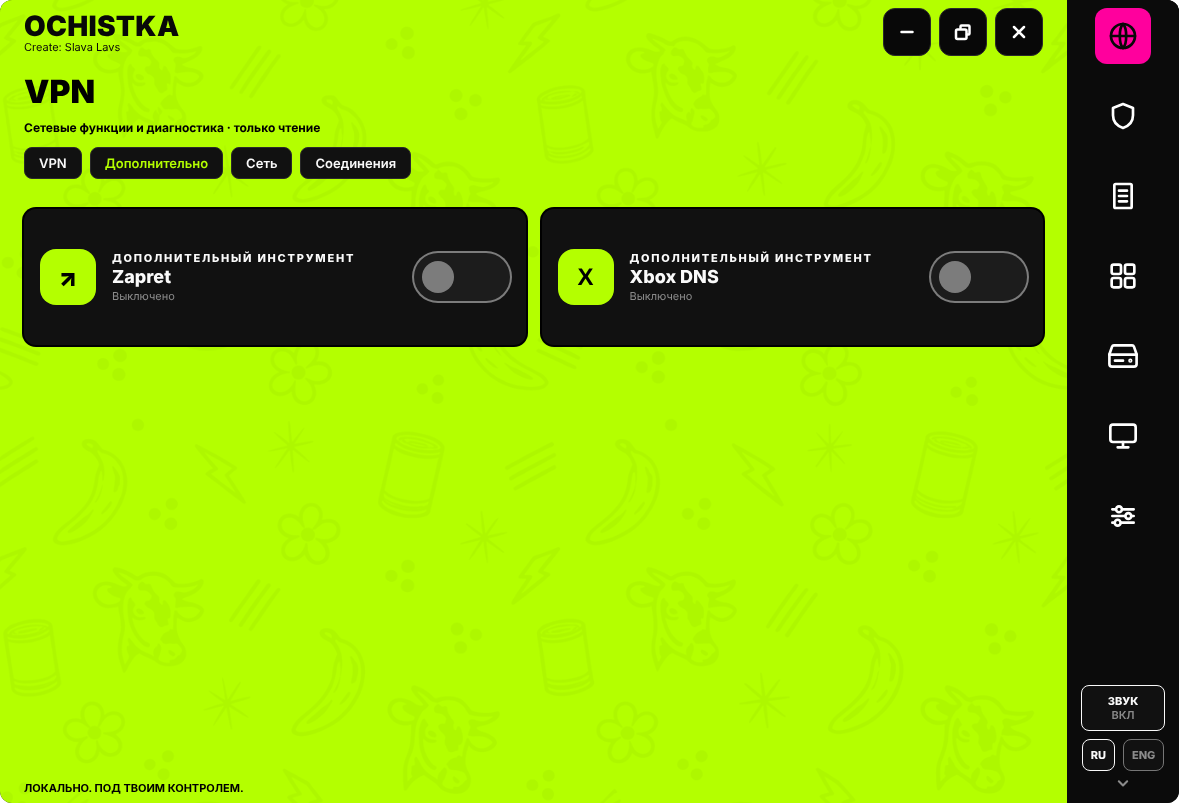 OCHISTKA
Create: Slava Lavs
VPN
Сетевые функции и диагностика · только чтение
VPN
Дополнительно
Сеть
Соединения
ДОПОЛНИТЕЛЬНЫЙ ИНСТРУМЕНТ
Zapret
Выключено
X
ДОПОЛНИТЕЛЬНЫЙ ИНСТРУМЕНТ
Xbox DNS
Выключено
ЗВУК
ВКЛ
RU
ENG
ЛОКАЛЬНО. ПОД ТВОИМ КОНТРОЛЕМ.